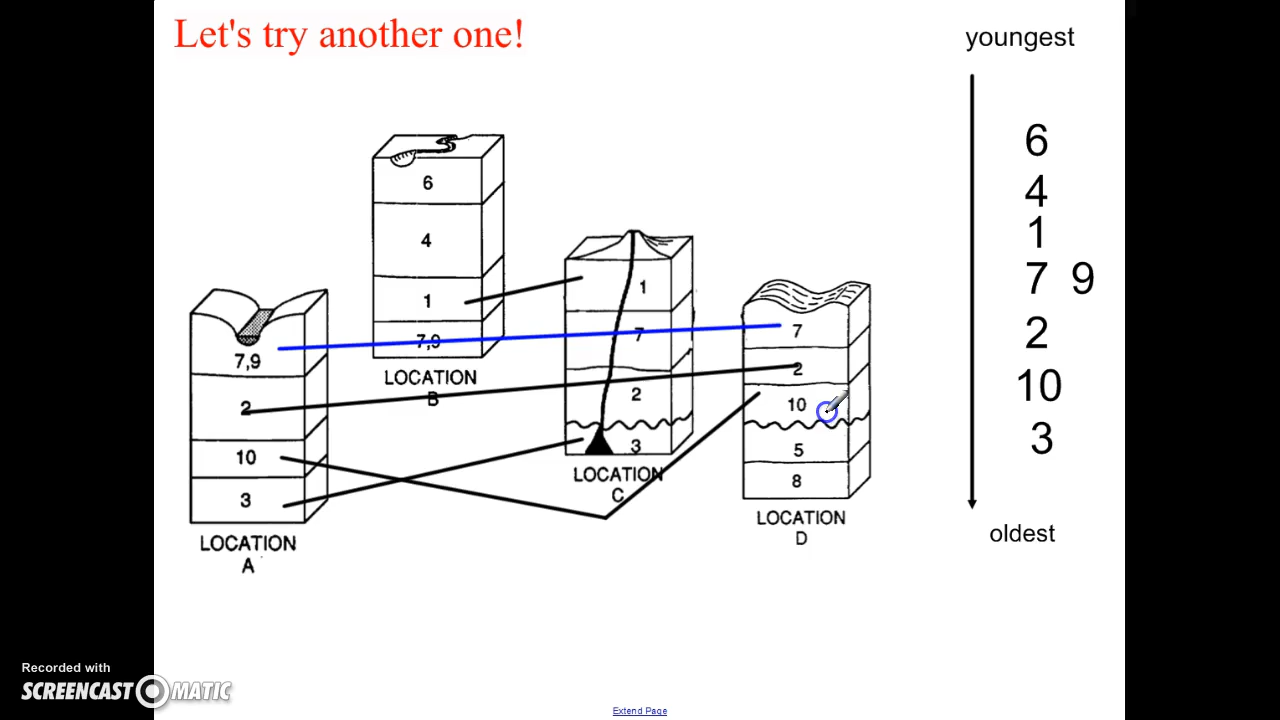 Let's try another one!
youngest
6
4
1
7 9
2
10
3
oldest
6
4
1
7,9
LOCATION
B
7,9
2
10
3
LOCATION
A
1
7
2
3
LOCATION
C
7
2
10
5
8
LOCATION
D
Recorded with
SCREENCAST MATIC
Extend Page